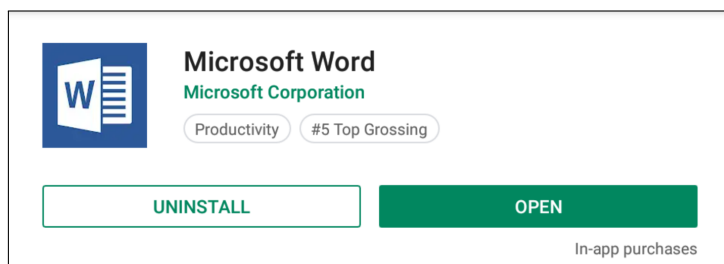 W
Microsoft Word
Microsoft Corporation
Productivity #5 Top Grossing
UNINSTALL OPEN
In-app purchases